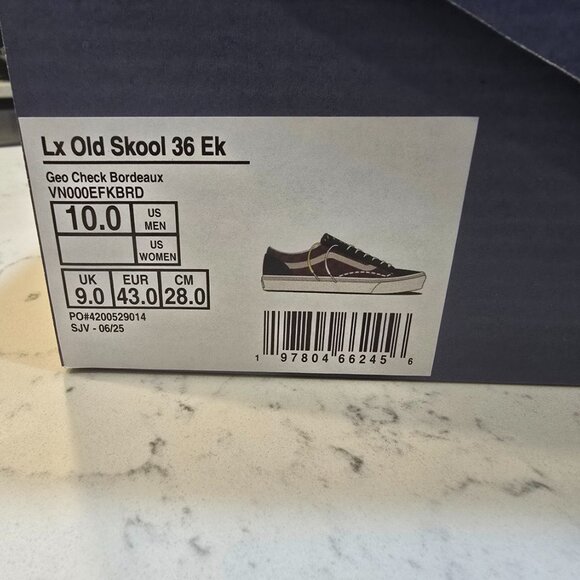 Lx Old Skool 36 Ek
Geo Check Bordeaux
VN000EFKBRD
10.0 US MEN
US WOMEN
UK EUR CM
9.0 43.0 28.0
PO#4200529014
SJV - 06/25
1 97804 66245 6